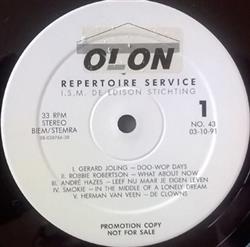 OLON
REPERTOIRE SERVICE
I.S.M. DE EDISON STICHTING
33 RPM
STEREO
BIEM/STEMRA
1
NO. 43
03-10-91
I. GERARD JOLING — DOO-WOP DAYS
II. ROBBIE ROBERTSON — WHAT ABOUT NOW
III. ANDRÉ HAZES — LEEF NU MAAR JE EIGEN LEVEN
IV. SMOKIE — IN THE MIDDLE OF A LONELY DREAM
V. HERMAN VAN VEEN — DE CLOWNS
PROMOTION COPY
NOT FOR SALE